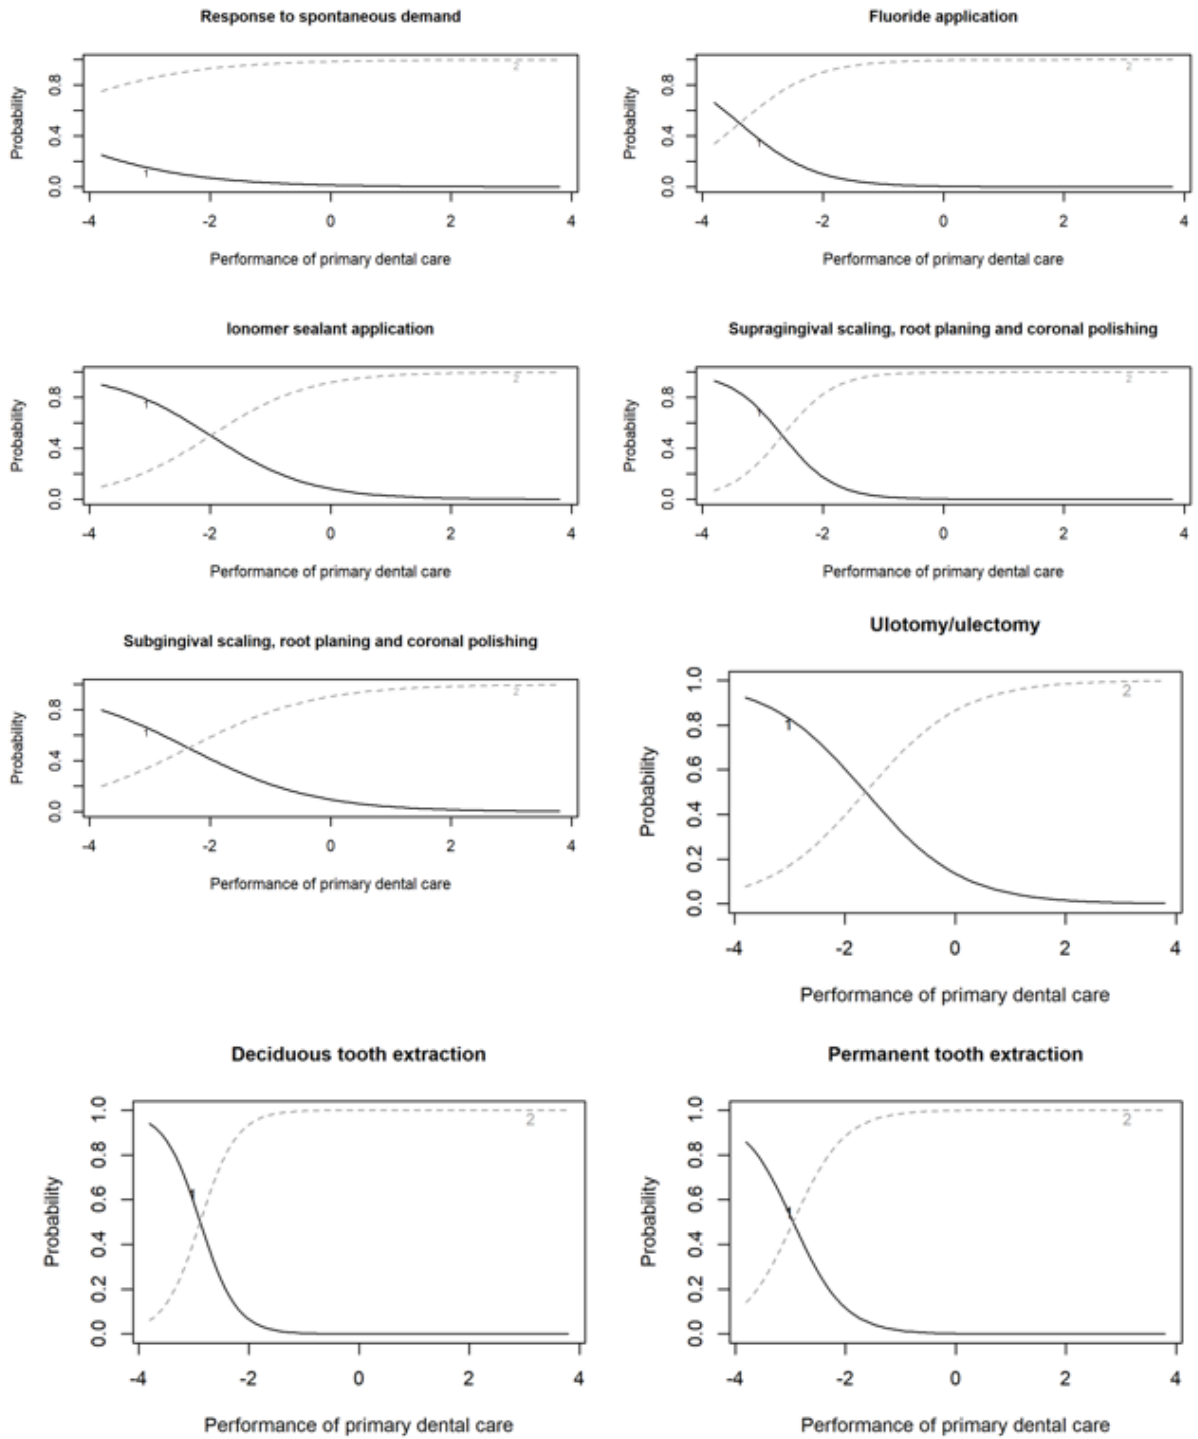 Response to spontaneous demand
Probability
0.0 0.4 0.8
1
2
-4 -2 0 2 4
Performance of primary dental care
Fluoride application
Probability
0.0 0.4 0.8
1
2
-4 -2 0 2 4
Performance of primary dental care
Ionomer sealant application
Probability
0.0 0.4 0.8
1
2
-4 -2 0 2 4
Performance of primary dental care
Supragingival scaling, root planing and coronal polishing
Probability
0.0 0.4 0.8
1
2
-4 -2 0 2 4
Performance of primary dental care
Subgingival scaling, root planing and coronal polishing
Probability
0.0 0.4 0.8
1
2
-4 -2 0 2 4
Performance of primary dental care
Ulotomy/ulectomy
Probability
0.0 0.2 0.4 0.6 0.8 1.0
1
2
-4 -2 0 2 4
Performance of primary dental care
Deciduous tooth extraction
Probability
0.0 0.2 0.4 0.6 0.8 1.0
1
2
-4 -2 0 2 4
Performance of primary dental care
Permanent tooth extraction
Probability
0.0 0.2 0.4 0.6 0.8 1.0
1
2
-4 -2 0 2 4
Performance of primary dental care